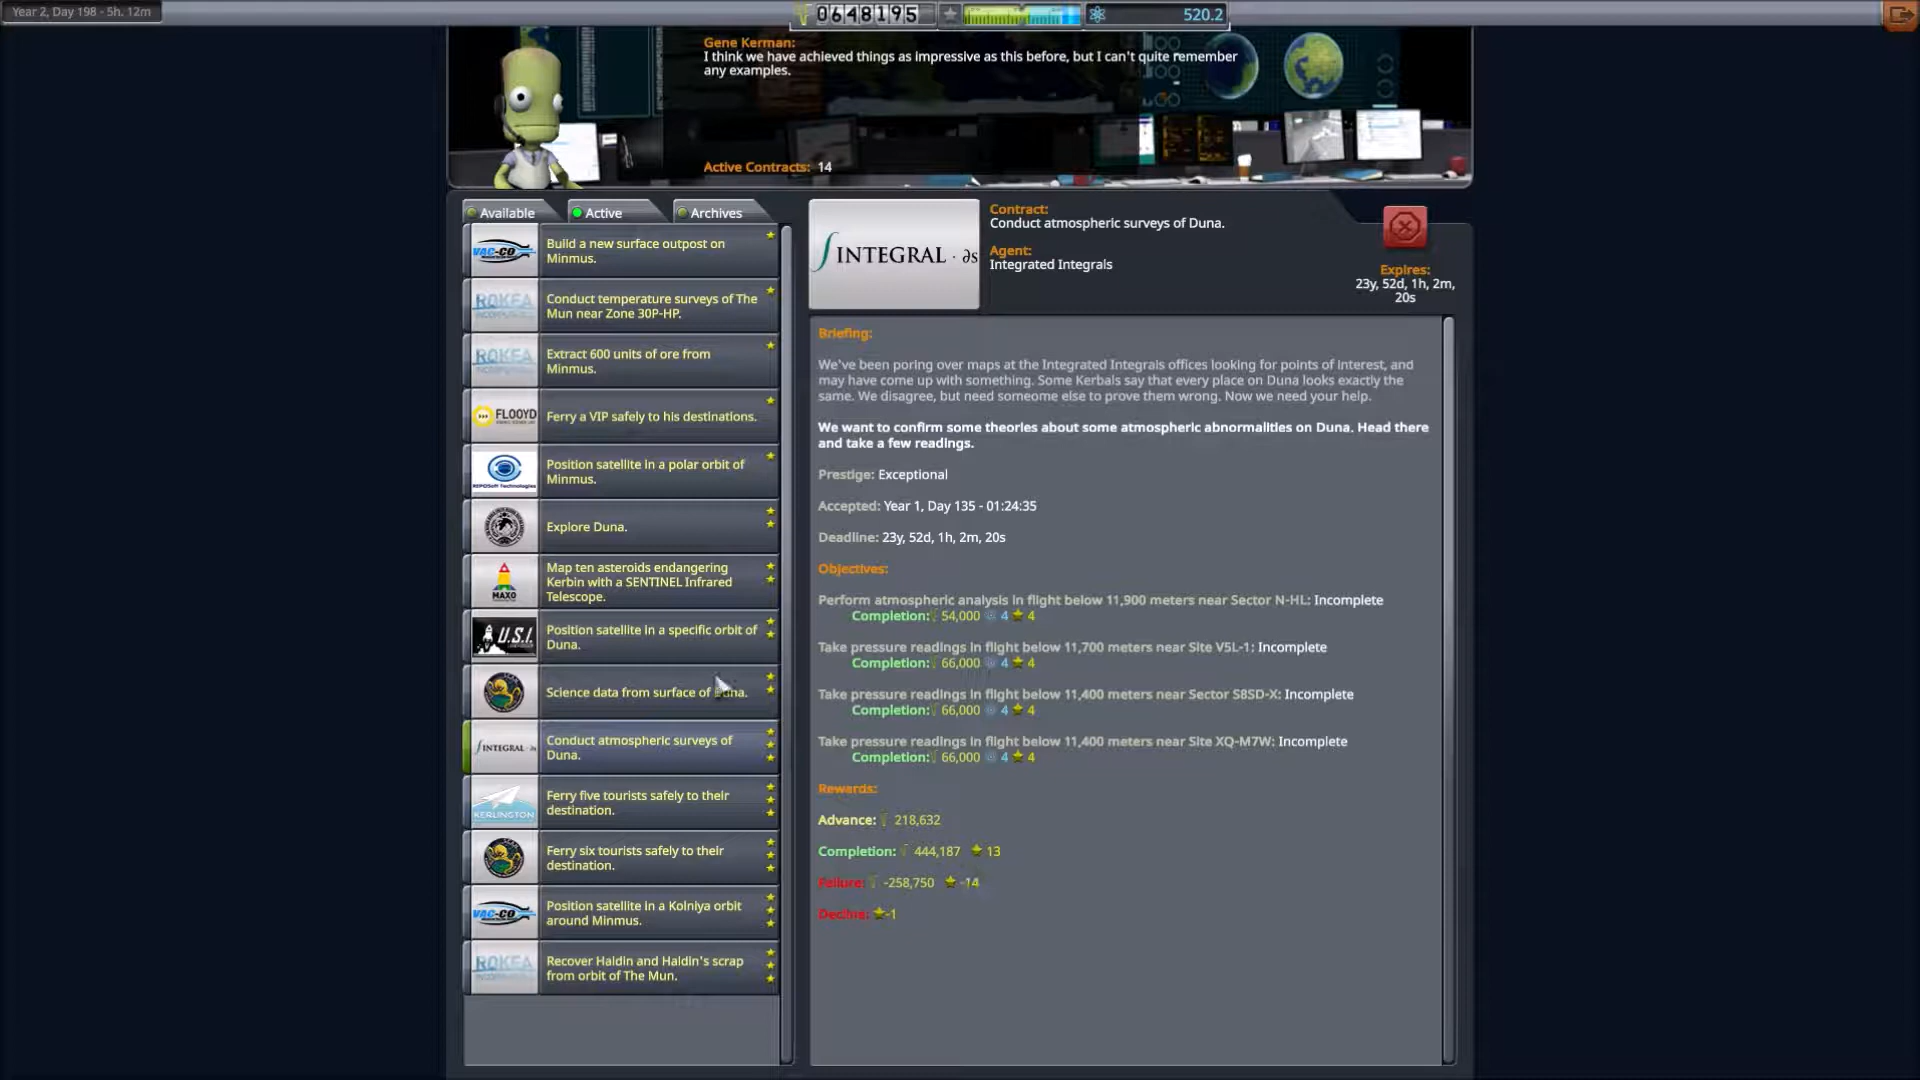 Year 2, Day 198 - 5h. 12m
0648195
520.2
Gene Kerman:
I think we have achieved things as impressive as this before, but I can't quite remember
any examples.
Active Contracts: 14
Available
Active
Archives
VAC-CO
Build a new surface outpost on
Minmus.
ROKEA
Conduct temperature surveys of The
Mun near Zone 30P-HP.
ROKEA
Extract 600 units of ore from
Minmus.
FLOOYD
Ferry a VIP safely to his destinations.
Position satellite in a polar orbit of
Minmus.
Explore Duna.
MAXO
Map ten asteroids endangering
Kerbin with a SENTINEL Infrared
Telescope.
U.S.I.
Position satellite in a specific orbit of
Duna.
Science data from surface of Duna.
INTEGRAL · ∂s
Conduct atmospheric surveys of
Duna.
KERLINGTON
Ferry five tourists safely to their
destination.
Ferry six tourists safely to their
destination.
VAC-CO
Position satellite in a Kolniya orbit
around Minmus.
ROKEA
Recover Haldin and Haldin's scrap
from orbit of The Mun.
∫INTEGRAL · ∂s
Contract:
Conduct atmospheric surveys of Duna.
Agent:
Integrated Integrals
Expires:
23y, 52d, 1h, 2m,
20s
Briefing:
We've been poring over maps at the Integrated Integrals offices looking for points of interest, and
may have come up with something. Some Kerbals say that every place on Duna looks exactly the
same. We disagree, but need someone else to prove them wrong. Now we need your help.
We want to confirm some theories about some atmospheric abnormalities on Duna. Head there
and take a few readings.
Prestige: Exceptional
Accepted: Year 1, Day 135 - 01:24:35
Deadline: 23y, 52d, 1h, 2m, 20s
Objectives:
Perform atmospheric analysis in flight below 11,900 meters near Sector N-HL: Incomplete
Completion: 54,000 4 4
Take pressure readings in flight below 11,700 meters near Site V5L-1: Incomplete
Completion: 66,000 4 4
Take pressure readings in flight below 11,400 meters near Sector S8SD-X: Incomplete
Completion: 66,000 4 4
Take pressure readings in flight below 11,400 meters near Site XQ-M7W: Incomplete
Completion: 66,000 4 4
Rewards:
Advance: 218,632
Completion: 444,187 13
Failure: -258,750 -14
Decline: -1